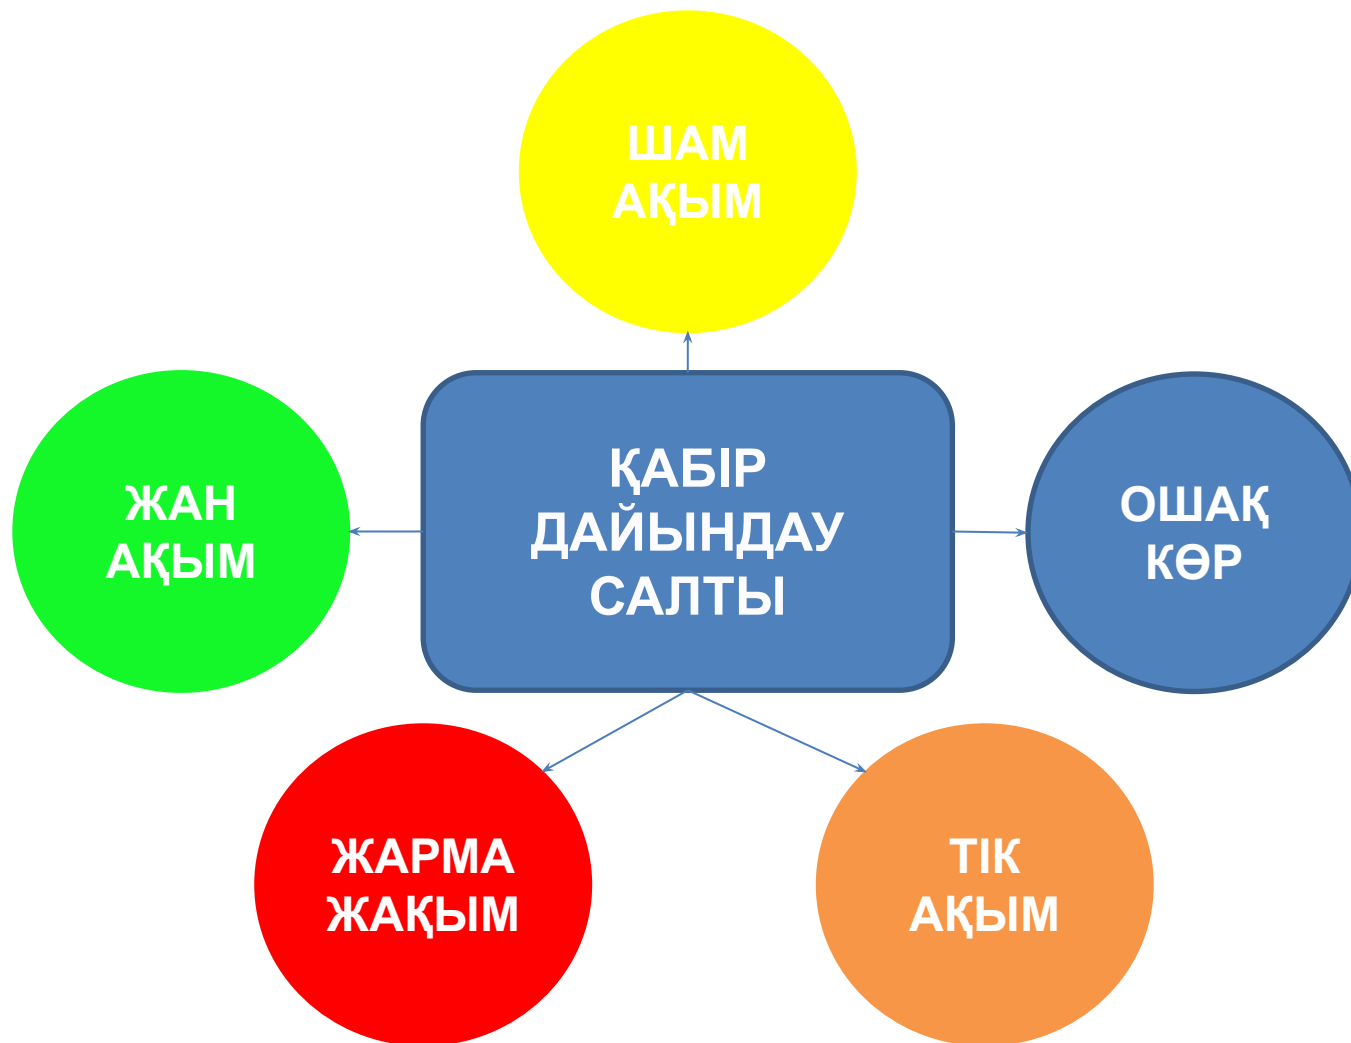 ШАМ
АҚЫМ
ЖАН
АҚЫМ
ҚАБІР
ДАЙЫНДАУ
САЛТЫ
ОШАҚ
КӨР
ЖАРМА
ЖАҚЫМ
ТІК
АҚЫМ